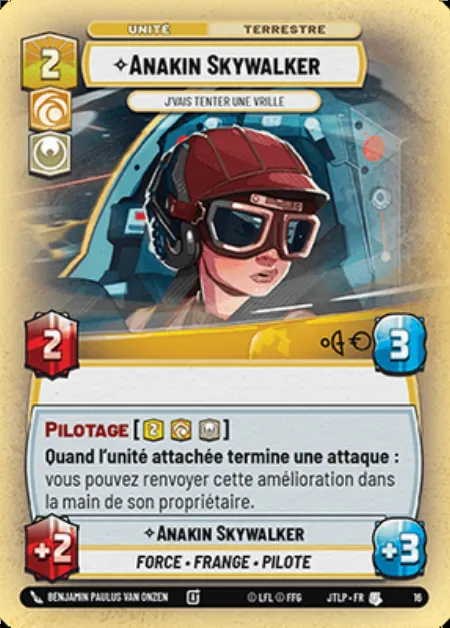 UNITÉ TERRESTRE
2 ✧ANAKIN SKYWALKER
J'VAIS TENTER UNE VRILLE
2 3
PILOTAGE [2 ]
Quand l'unité attachée termine une attaque :
vous pouvez renvoyer cette amélioration dans
la main de son propriétaire.
✧ANAKIN SKYWALKER
+2 +3
FORCE • FRANGE • PILOTE
BENJAMIN PAULUS VAN ONZEN U © LFL © FFG JTLP • FR 16